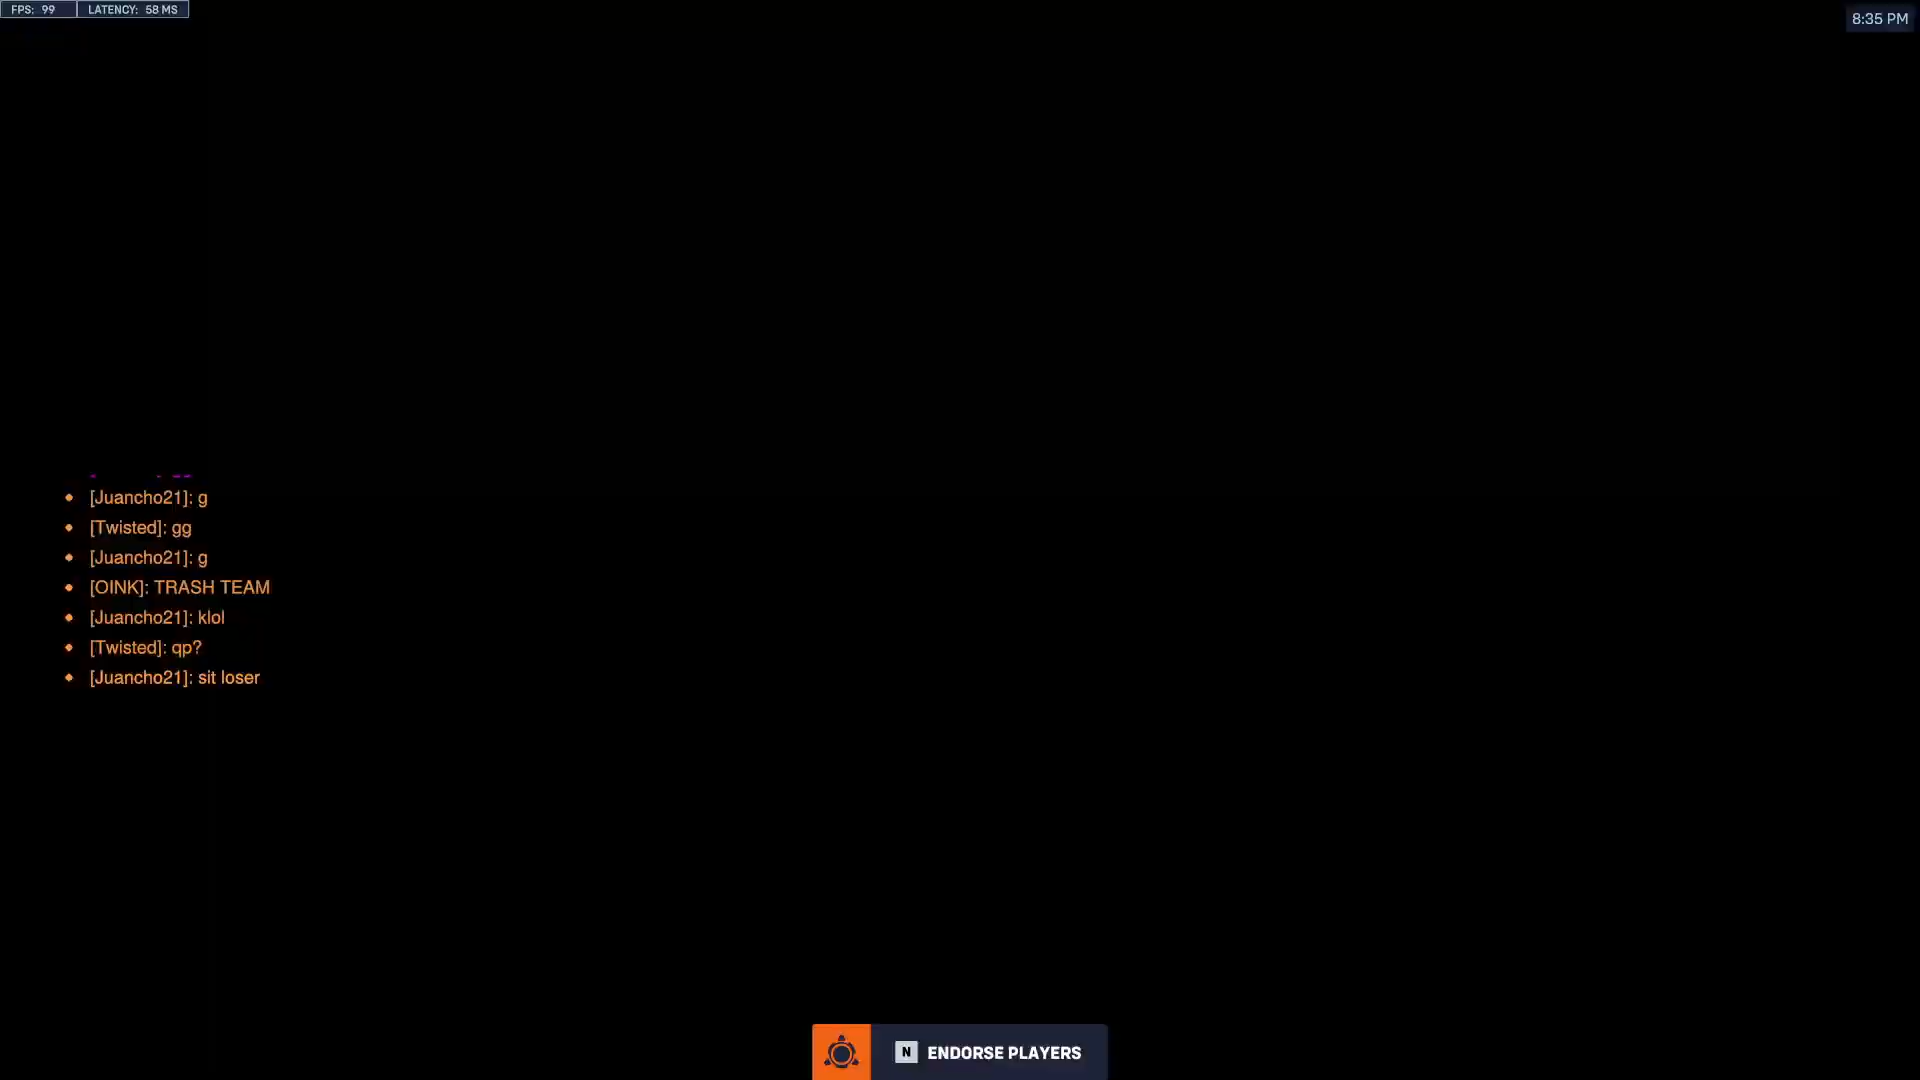 FPS: 99 LATENCY: 58 MS
8:35 PM
[Juancho21]: g
[Twisted]: gg
[Juancho21]: g
[OINK]: TRASH TEAM
[Juancho21]: klol
[Twisted]: qp?
[Juancho21]: sit loser
N ENDORSE PLAYERS